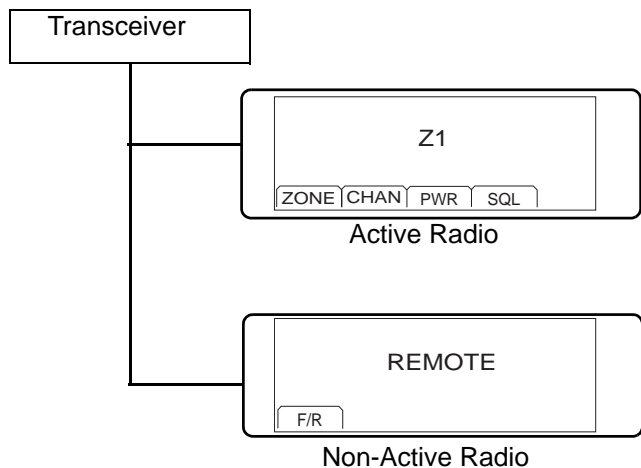 Transceiver
Z1
ZONE CHAN PWR SQL
Active Radio
REMOTE
F/R
Non-Active Radio